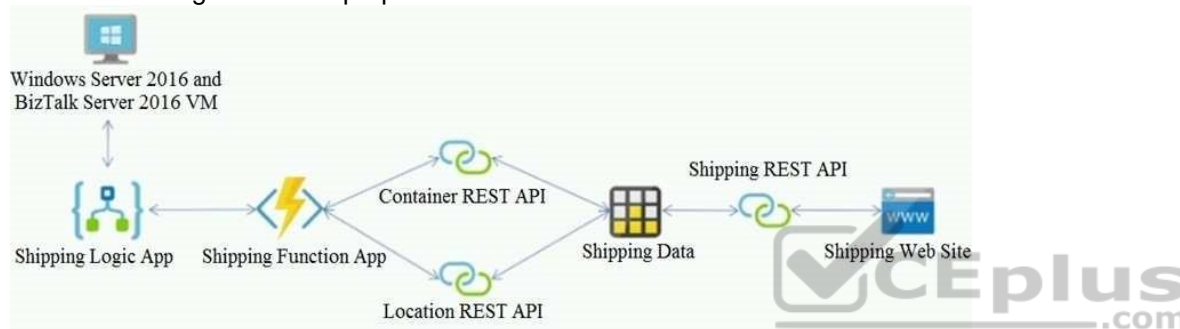 Windows Server 2016 and
BizTalk Server 2016 VM
Shipping Logic App
Shipping Function App
Container REST API
Location REST API
Shipping Data
Shipping REST API
www
Shipping Web Site
CEplus
.com